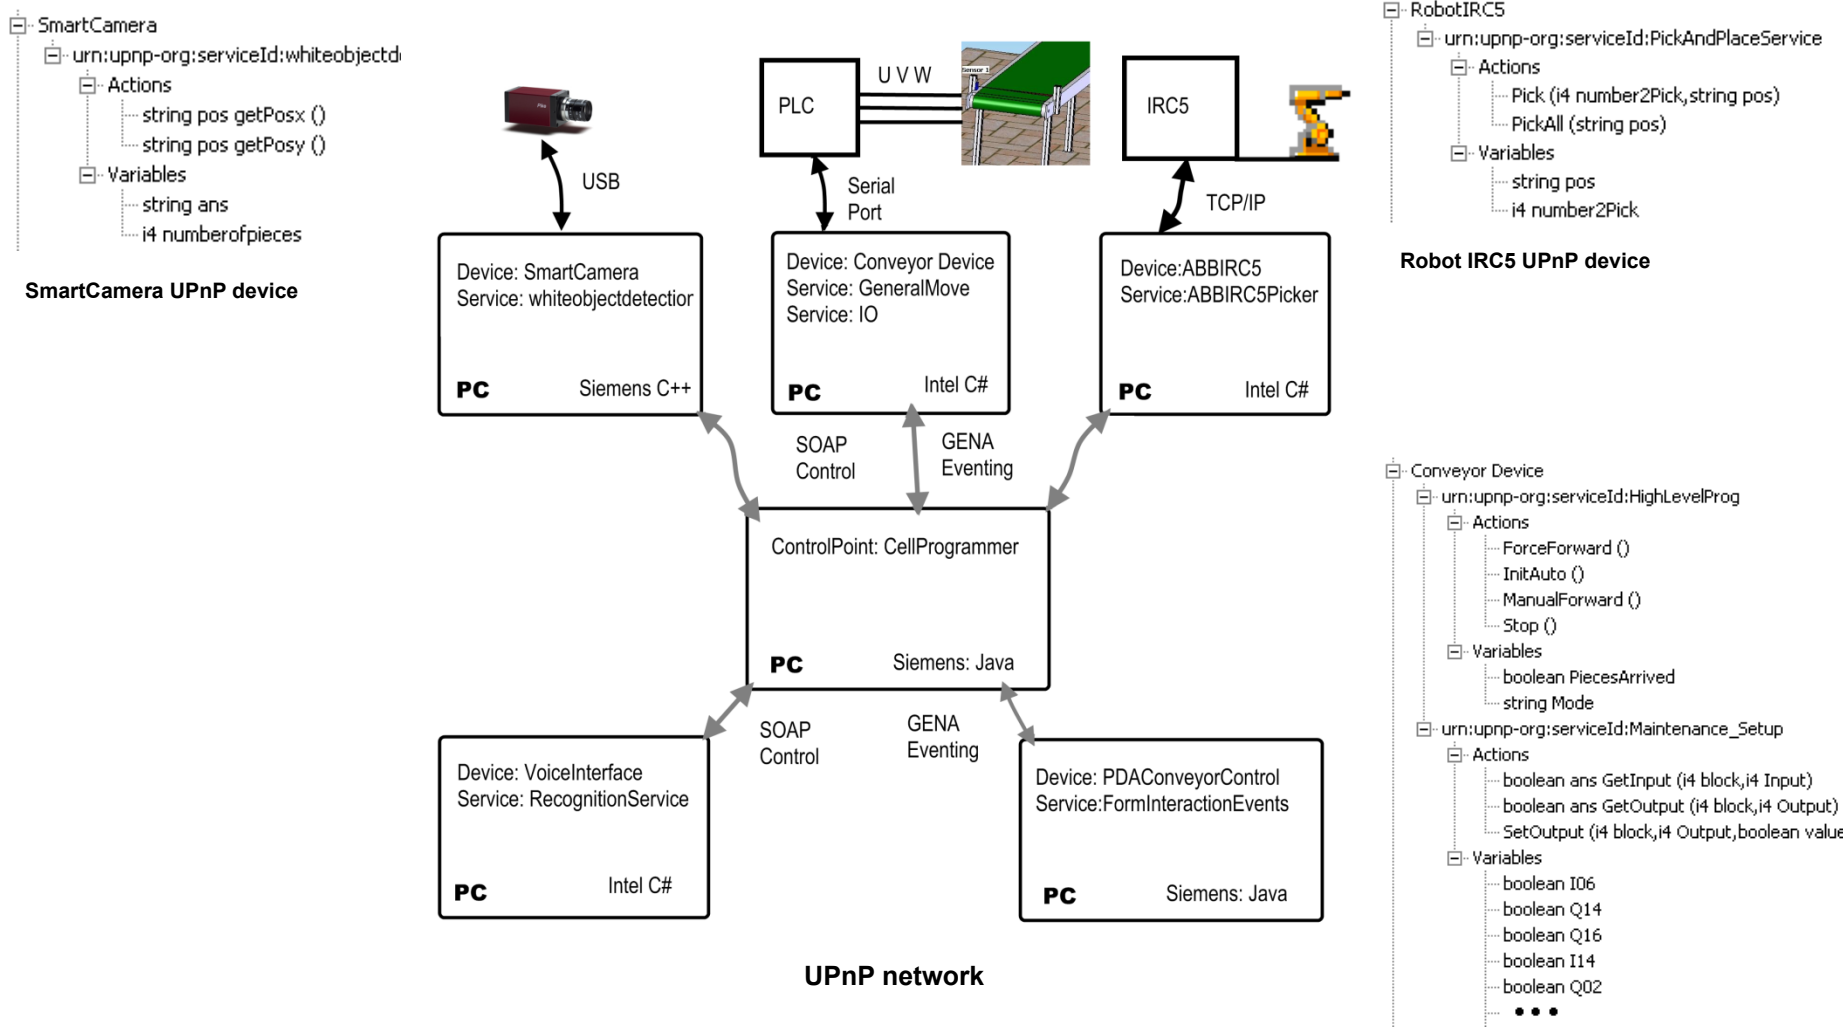 SmartCamera
urn:upnp-org:serviceId:whiteobjectd
Actions
string pos getPosx ()
string pos getPosy ()
Variables
string ans
i4 numberofpieces
SmartCamera UPnP device
USB
PLC
U V W
Sensor 1
Serial
Port
IRC5
TCP/IP
RobotIRC5
urn:upnp-org:serviceId:PickAndPlaceService
Actions
Pick (i4 number2Pick,string pos)
PickAll (string pos)
Variables
string pos
i4 number2Pick
Robot IRC5 UPnP device
Device: SmartCamera
Service: whiteobjectdetection
PC
Siemens C++
Device: Conveyor Device
Service: GeneralMove
Service: IO
PC
Intel C#
Device:ABBIRC5
Service:ABBIRC5Picker
PC
Intel C#
SOAP
Control
GENA
Eventing
ControlPoint: CellProgrammer
PC
Siemens: Java
SOAP
Control
GENA
Eventing
Device: VoiceInterface
Service: RecognitionService
PC
Intel C#
Device: PDAConveyorControl
Service:FormInteractionEvents
PC
Siemens: Java
UPnP network
Conveyor Device
urn:upnp-org:serviceId:HighLevelProg
Actions
ForceForward ()
InitAuto ()
ManualForward ()
Stop ()
Variables
boolean PiecesArrived
string Mode
urn:upnp-org:serviceId:Maintenance_Setup
Actions
boolean ans GetInput (i4 block,i4 Input)
boolean ans GetOutput (i4 block,i4 Output)
SetOutput (i4 block,i4 Output,boolean value
Variables
boolean I06
boolean Q14
boolean Q16
boolean I14
boolean Q02
• • •